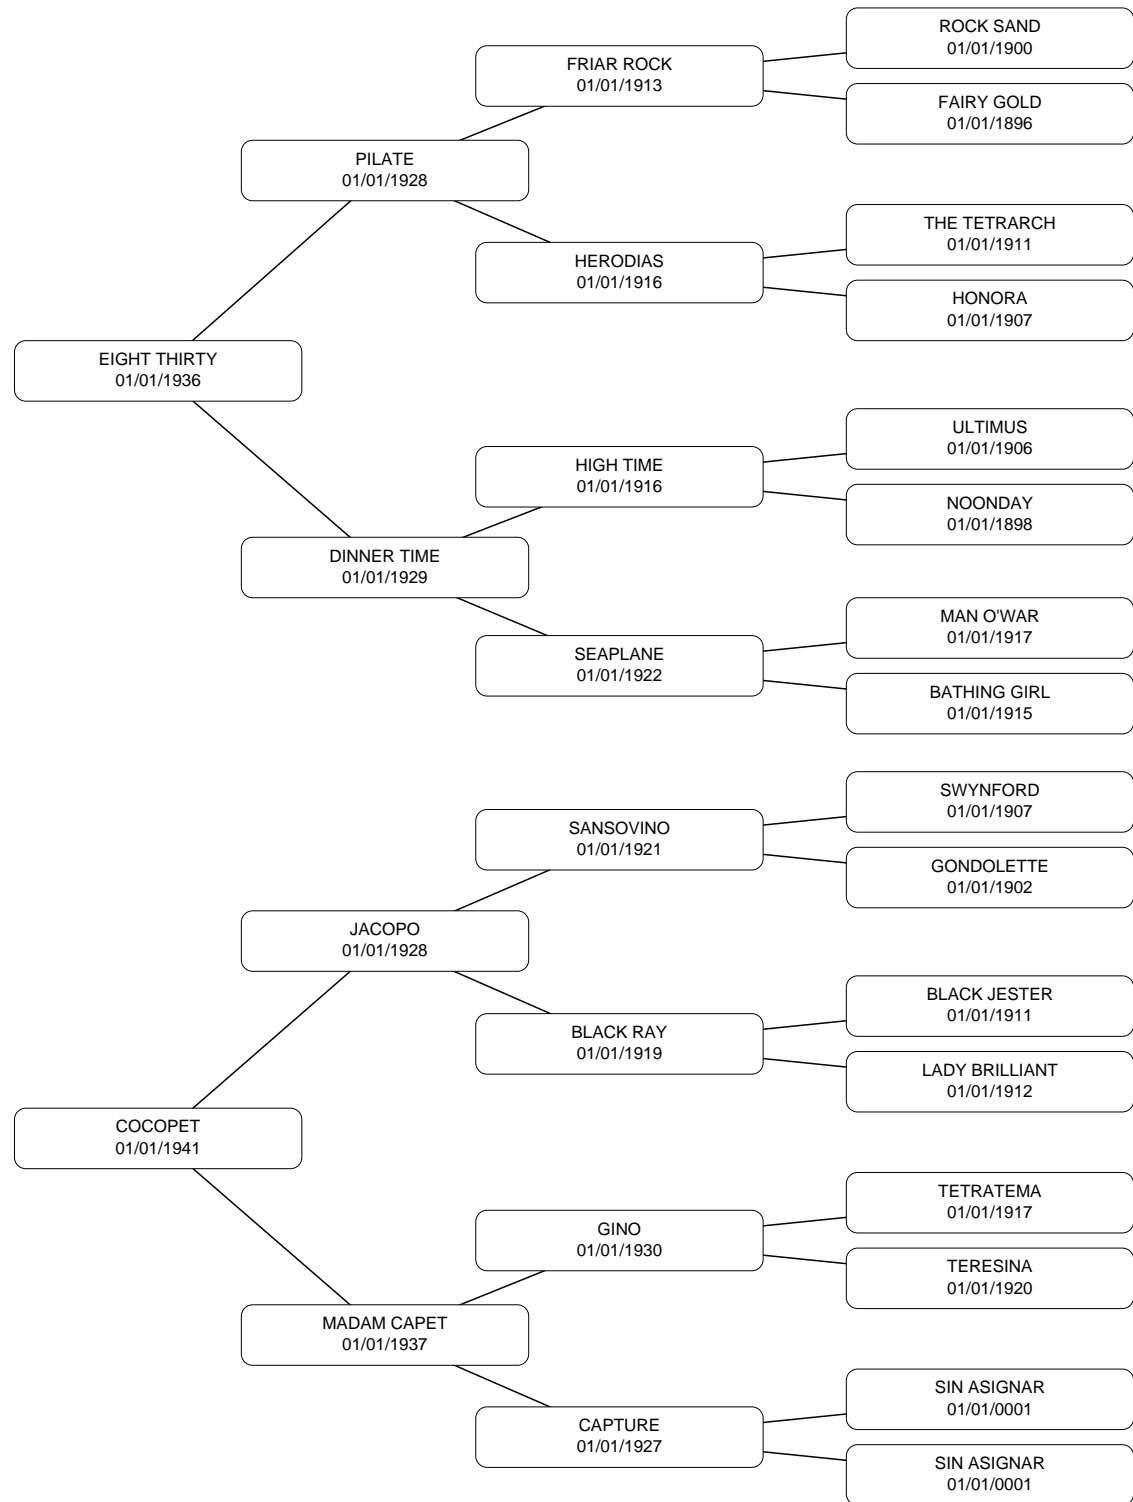 ROCK SAND
01/01/1900
FRIAR ROCK
01/01/1913
FAIRY GOLD
01/01/1896
PILATE
01/01/1928
THE TETRARCH
01/01/1911
HERODIAS
01/01/1916
HONORA
01/01/1907
EIGHT THIRTY
01/01/1936
ULTIMUS
01/01/1906
HIGH TIME
01/01/1916
NOONDAY
01/01/1898
DINNER TIME
01/01/1929
MAN O'WAR
01/01/1917
SEAPLANE
01/01/1922
BATHING GIRL
01/01/1915
SWYNFORD
01/01/1907
SANSOVINO
01/01/1921
GONDOLETTE
01/01/1902
JACOPO
01/01/1928
BLACK JESTER
01/01/1911
BLACK RAY
01/01/1919
LADY BRILLIANT
01/01/1912
COCOPET
01/01/1941
TETRATEMA
01/01/1917
GINO
01/01/1930
TERESINA
01/01/1920
MADAM CAPET
01/01/1937
SIN ASIGNAR
01/01/0001
CAPTURE
01/01/1927
SIN ASIGNAR
01/01/0001